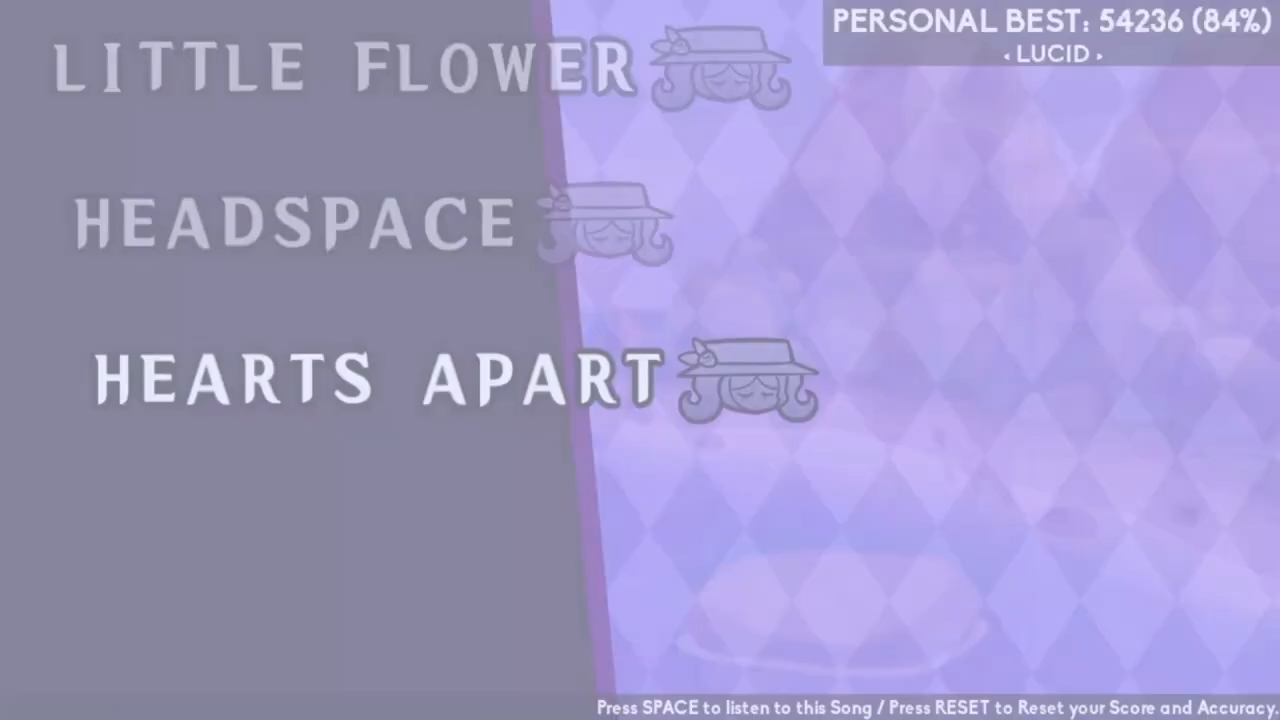 PERSONAL BEST: 54236 (84%)
< LUCID >
LITTLE FLOWER
HEADSPACE
HEARTS APART
Press SPACE to listen to this Song / Press RESET to Reset your Score and Accuracy.